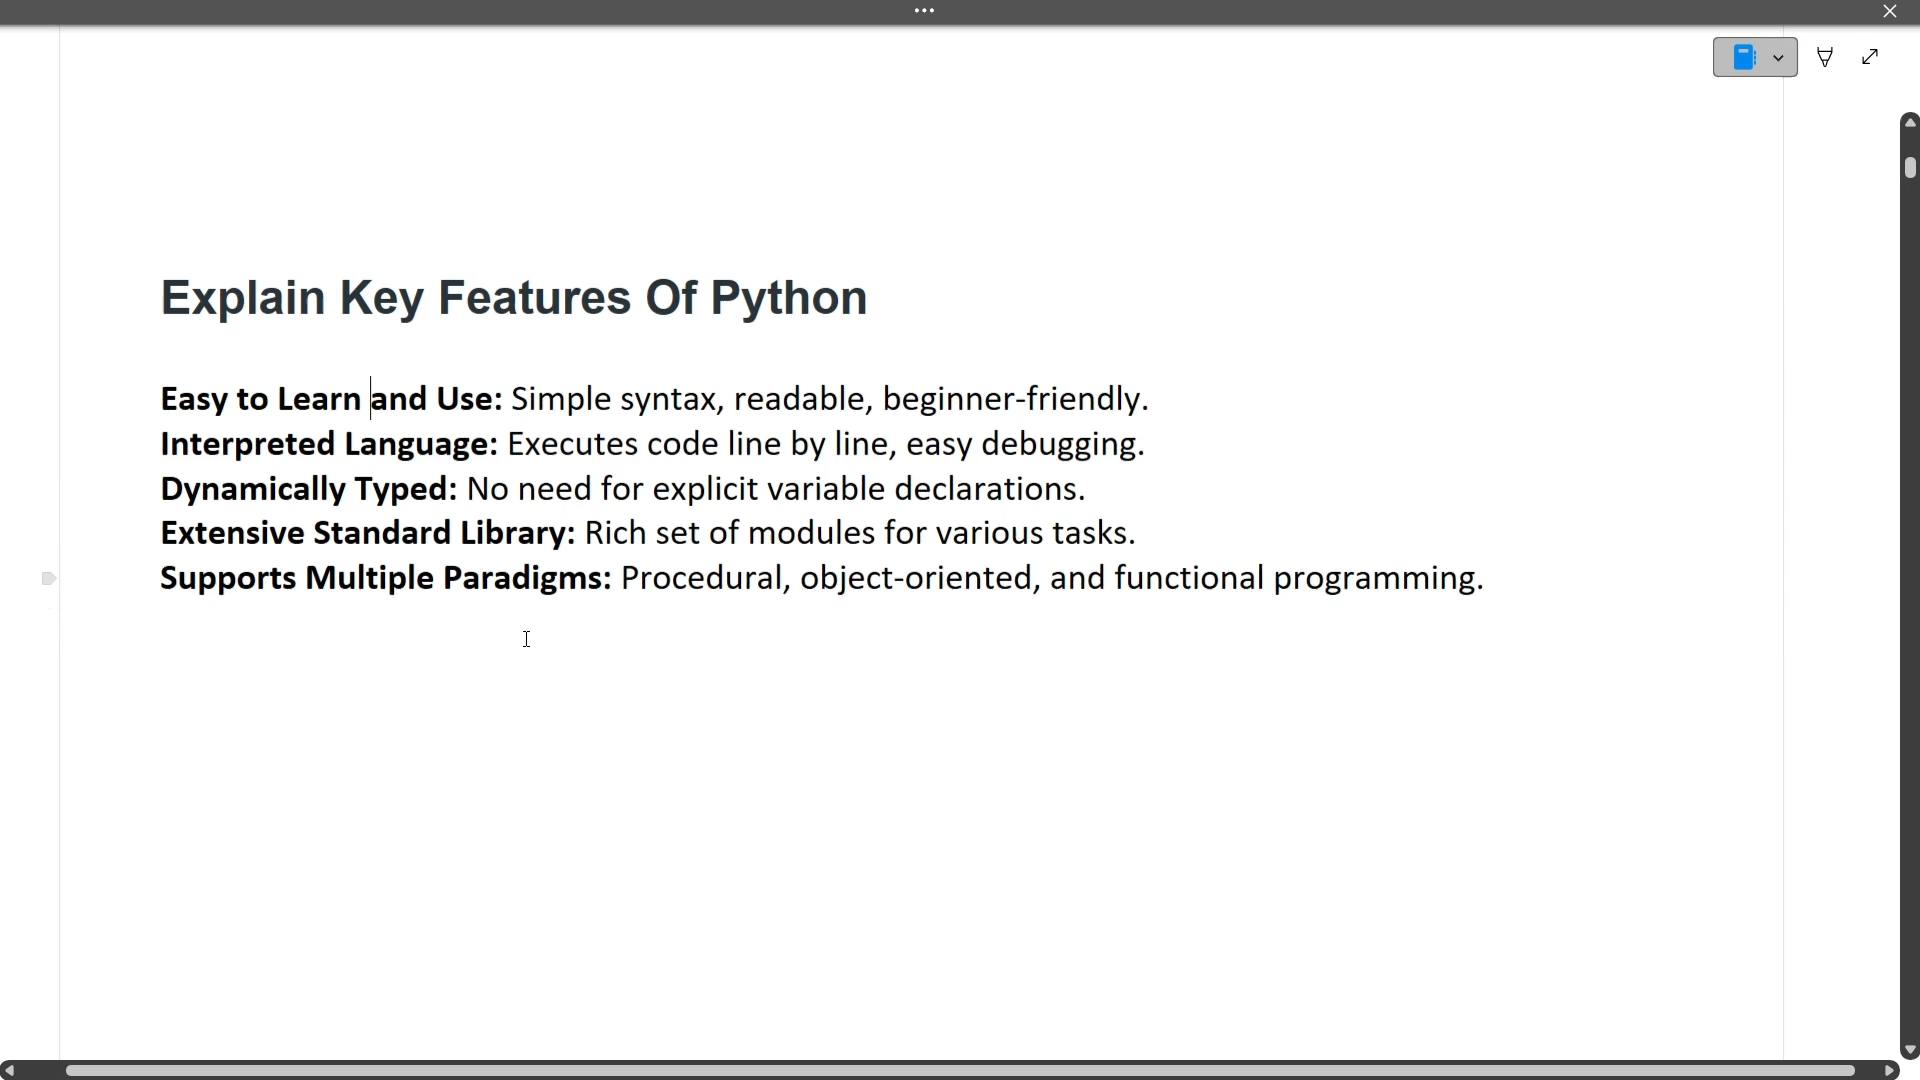 Explain Key Features Of Python
Easy to Learn and Use: Simple syntax, readable, beginner-friendly.
Interpreted Language: Executes code line by line, easy debugging.
Dynamically Typed: No need for explicit variable declarations.
Extensive Standard Library: Rich set of modules for various tasks.
Supports Multiple Paradigms: Procedural, object-oriented, and functional programming.